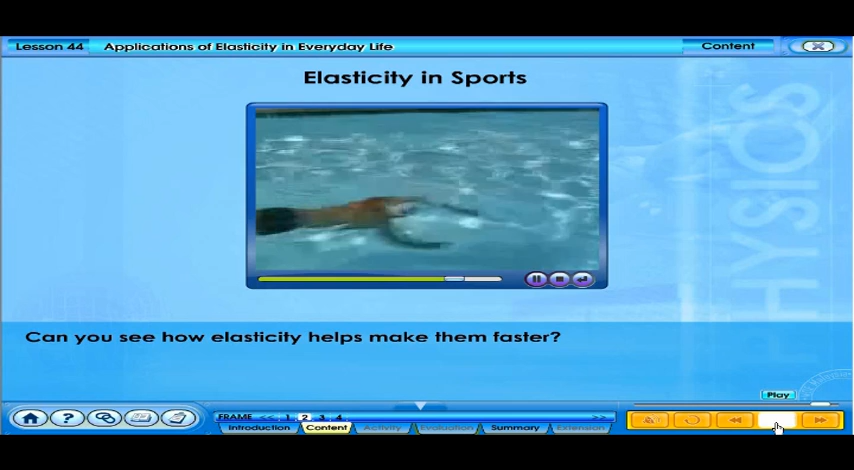 Lesson 44
Applications of Elasticity in Everyday Life
Content
Elasticity in Sports
PHYSICS
Can you see how elasticity helps make them faster?
Play
FRAME << 1 2 3 4 >>
Introduction Content Activity Evaluation Summary Extension